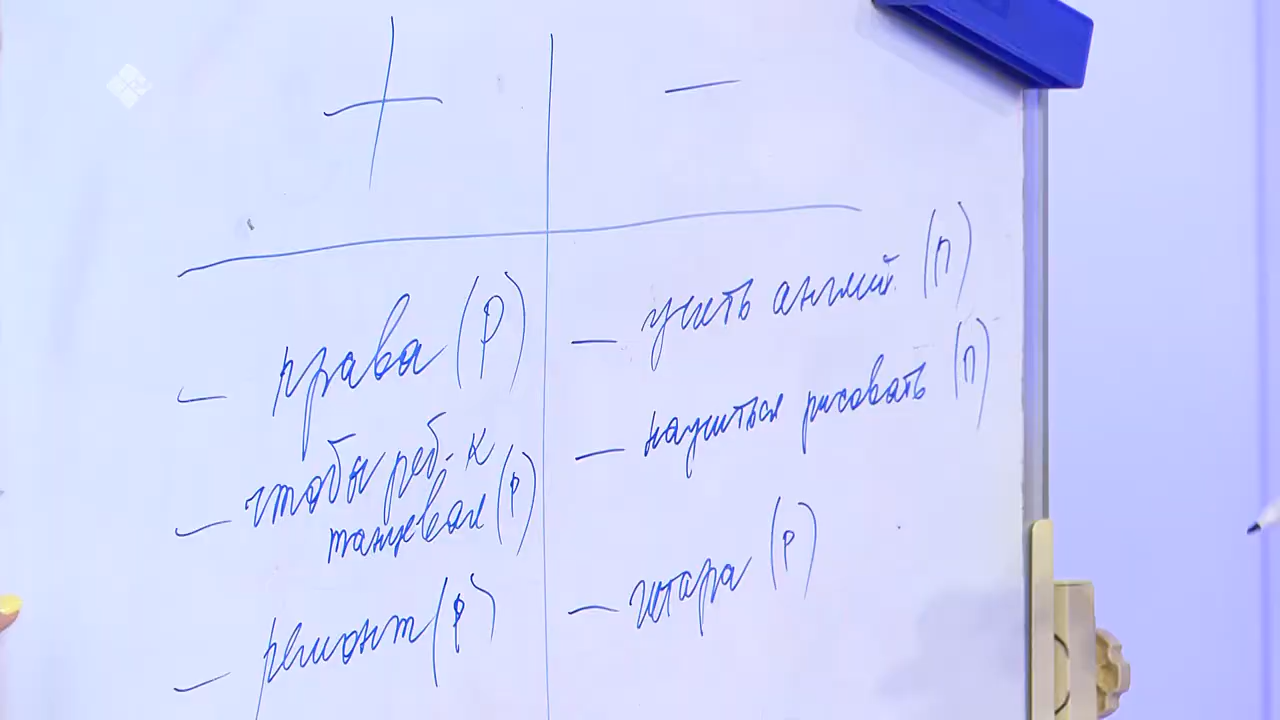 +
−
– права (Р)
– чтобы реб-к
танцевал (Р)
– ремонт (Р)
– учить англий (П)
– научиться рисовать (П)
– гитара (Р)